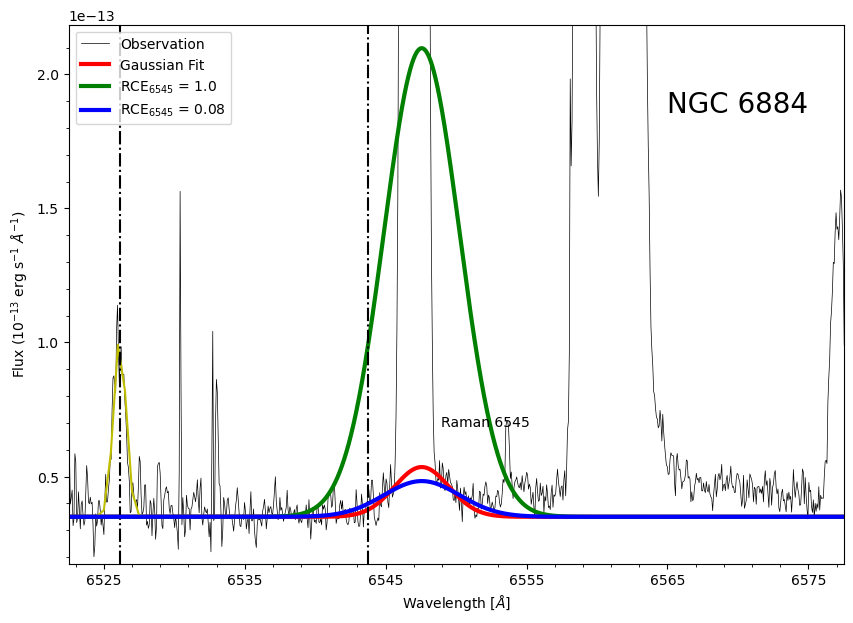 1e−13
Observation
Gaussian Fit
RCE6545 = 1.0
RCE6545 = 0.08
NGC 6884
Raman 6545
2.0
1.5
1.0
0.5
Flux (10−13 erg s−1 Å−1)
6525 6535 6545 6555 6565 6575
Wavelength [Å]